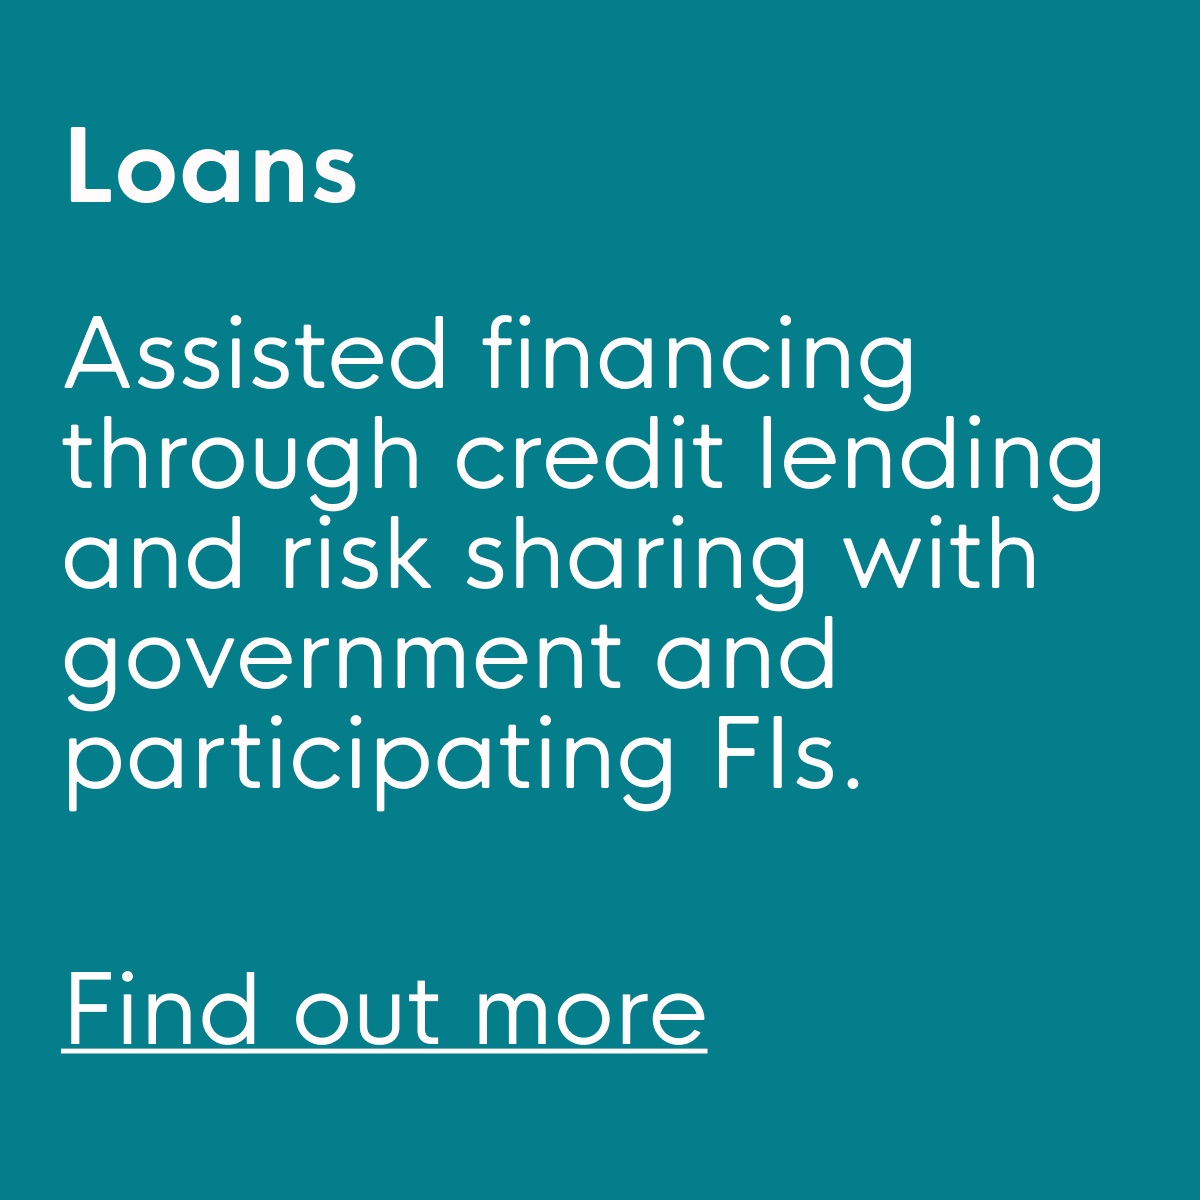 Loans
Assisted financing
through credit lending
and risk sharing with
government and
participating FIs.
Find out more